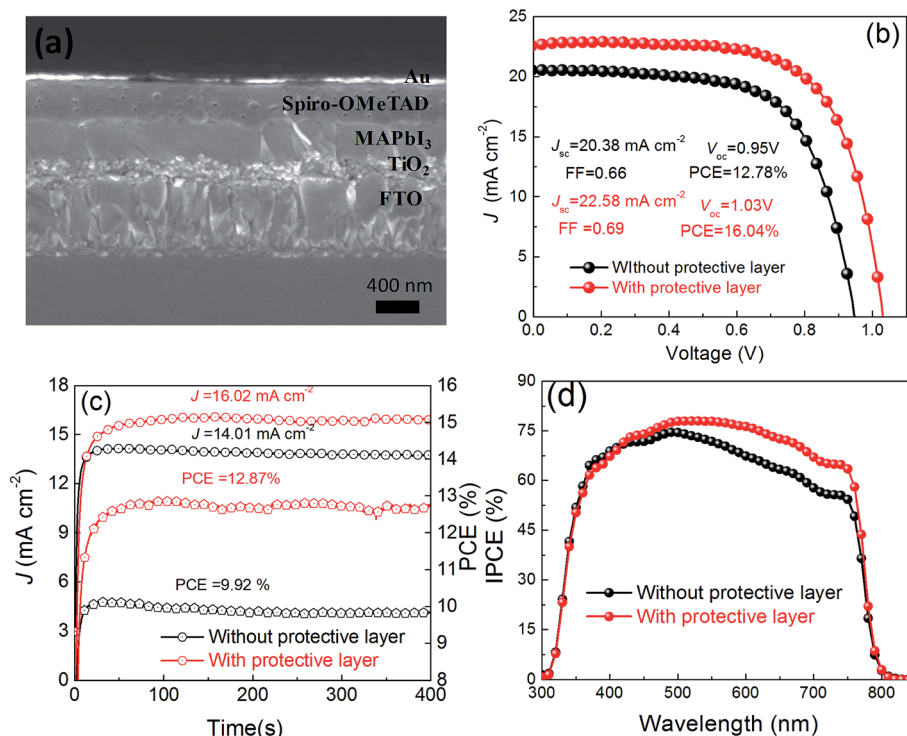 (a)
Au
Spiro-OMeTAD
MAPbI3
TiO2
FTO
400 nm
(b)
25
20
15
10
5
0
J (mA cm-2)
Jsc=20.38 mA cm-2 Voc=0.95V
FF=0.66 PCE=12.78%
Jsc=22.58 mA cm-2 Voc=1.03V
FF =0.69 PCE=16.04%
WIthout protective layer
With protective layer
0.0 0.2 0.4 0.6 0.8 1.0
Voltage (V)
(c)
18
15
12
9
6
3
0
J (mA cm-2)
J =16.02 mA cm-2
J =14.01 mA cm-2
PCE =12.87%
PCE =9.92 %
Without protective layer
With protective layer
16
15
14
13
12
11
10
9
8
PCE (%)
0 100 200 300 400
Time(s)
(d)
90
75
60
45
30
15
0
IPCE (%)
Without protective layer
With protective layer
300 400 500 600 700 800
Wavelength (nm)